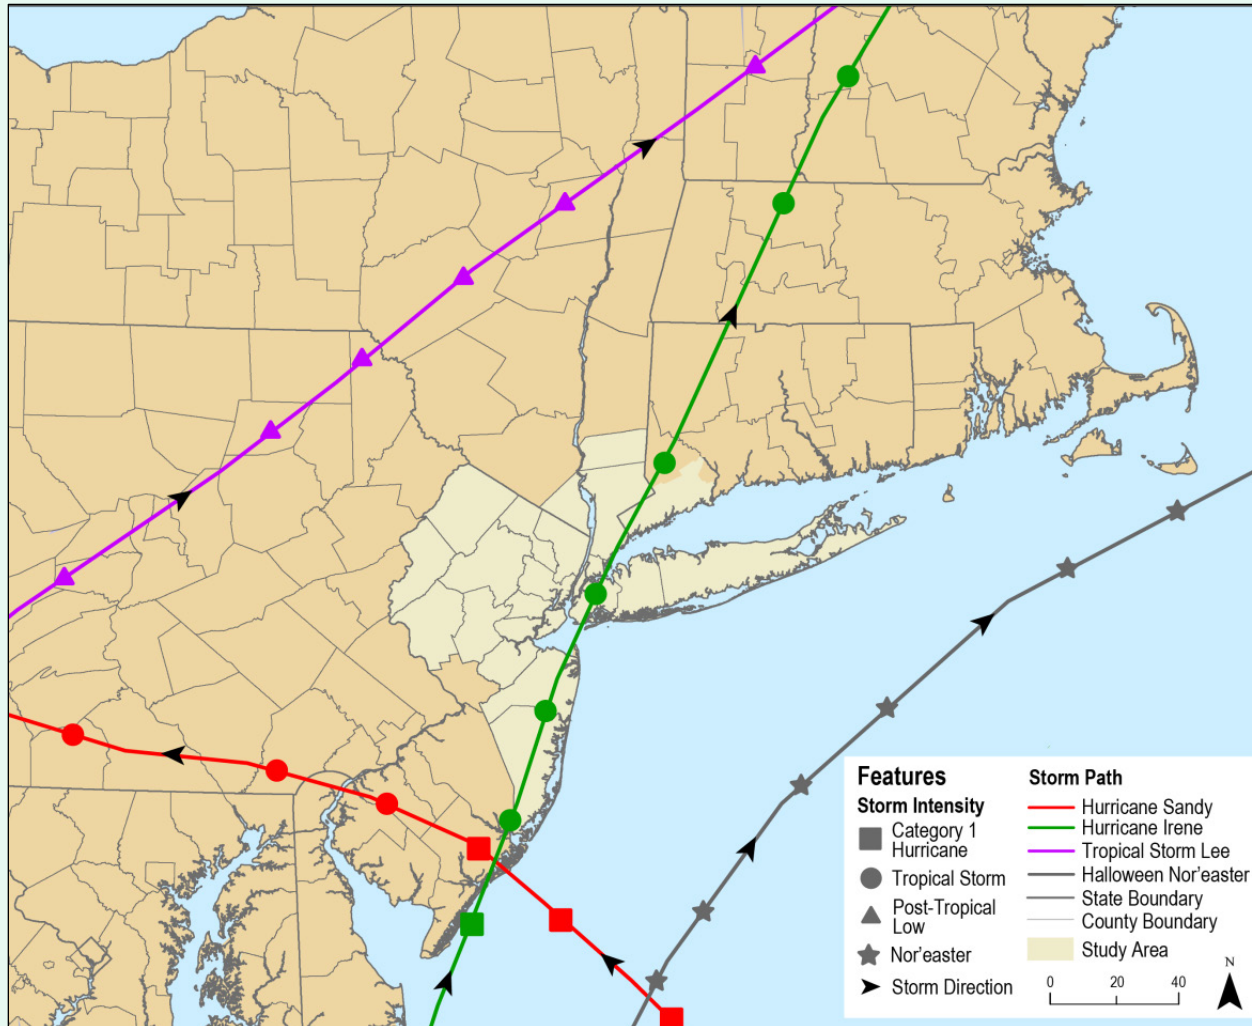 Features
Storm Intensity
Category 1
Hurricane
Tropical Storm
Post-Tropical
Low
Nor'easter
Storm Direction
Storm Path
Hurricane Sandy
Hurricane Irene
Tropical Storm Lee
Halloween Nor'easter
State Boundary
County Boundary
Study Area
N
0 20 40